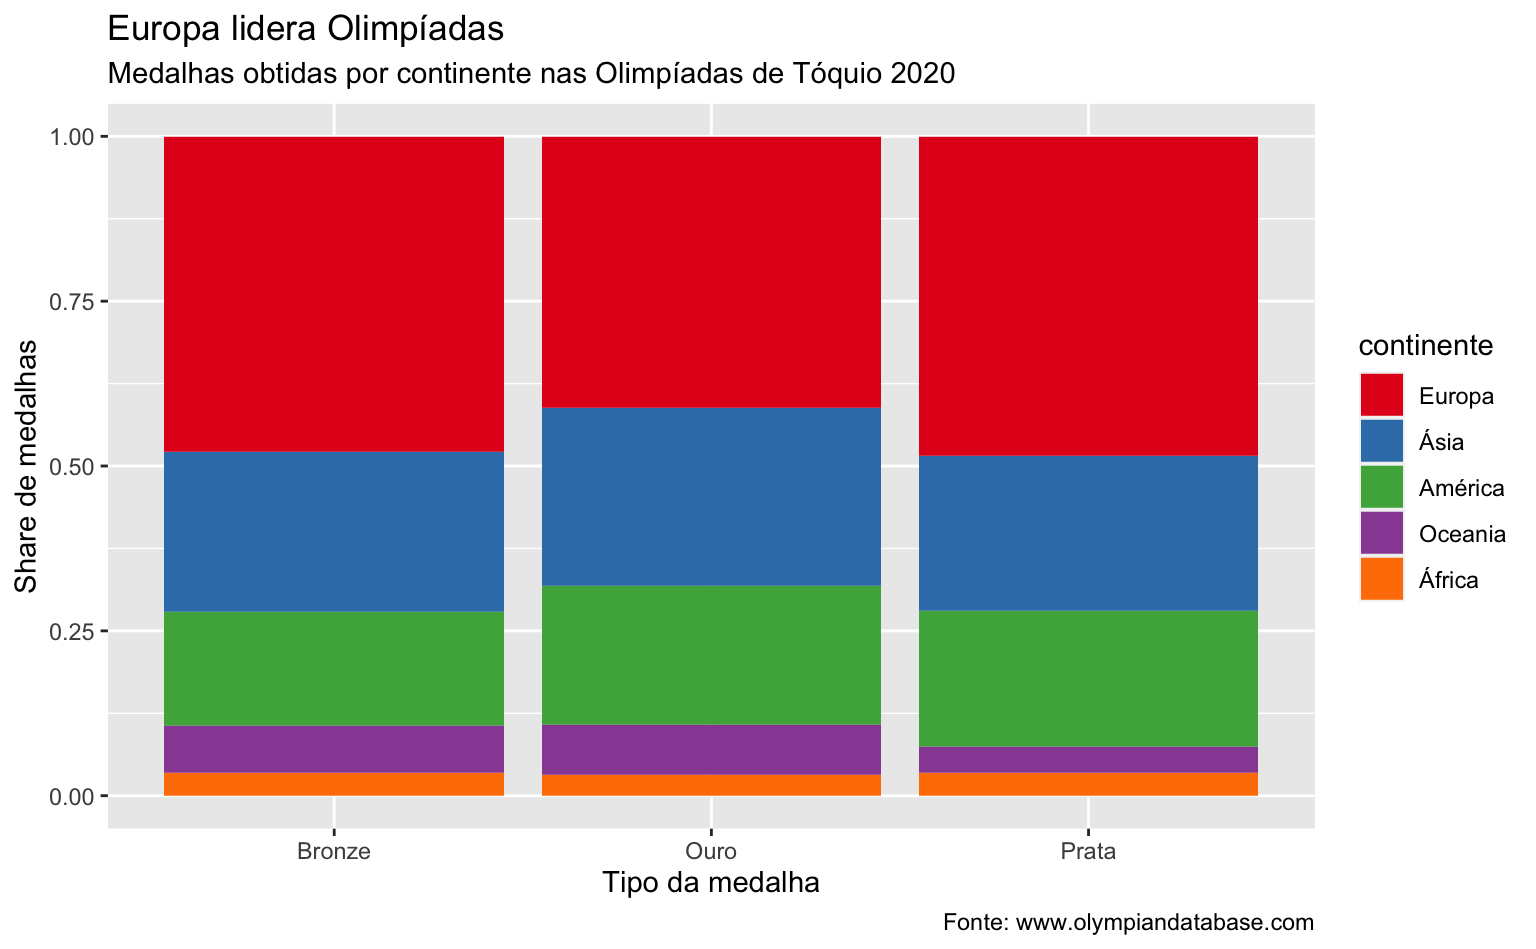 Europa lidera Olimpíadas
Medalhas obtidas por continente nas Olimpíadas de Tóquio 2020
1.00
0.75
0.50
0.25
0.00
Share de medalhas
Bronze
Ouro
Prata
Tipo da medalha
continente
Europa
Ásia
América
Oceania
África
Fonte: www.olympiandatabase.com